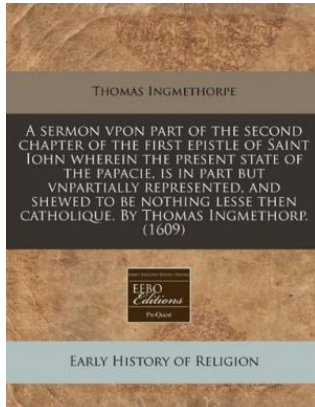 Thomas Ingmethorpe
A sermon vpon part of the second
chapter of the first epistle of Saint
Iohn wherein the present state of
the papacie, is in part but
vnpartially represented, and
shewed to be nothing lesse then
catholique. By Thomas Ingmethorp.
(1609)
EEBO
Editions
ProQuest
Early History of Religion